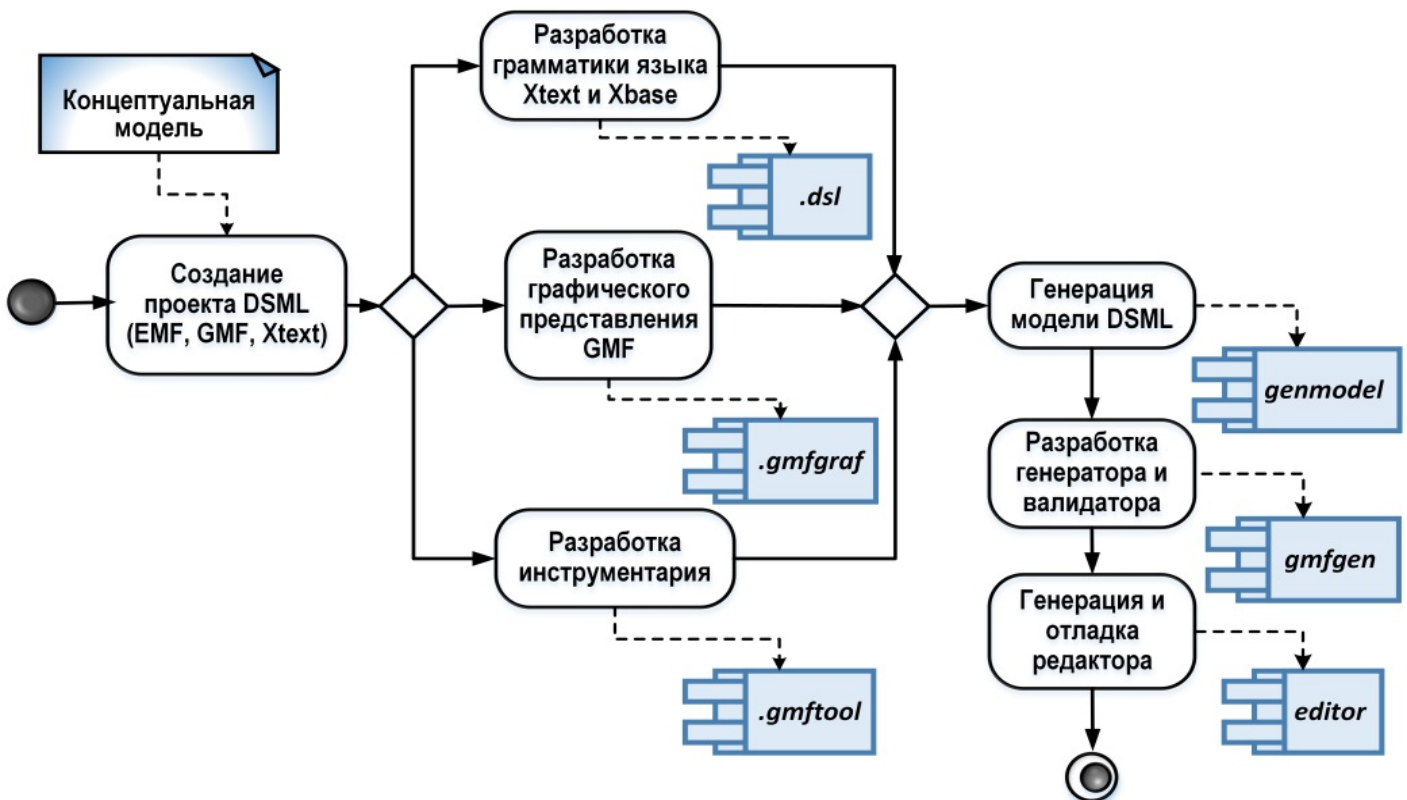 Концептуальная
модель
Создание
проекта DSML
(EMF, GMF, Xtext)
Разработка
грамматики языка
Xtext и Xbase
.dsl
Разработка
графического
представления
GMF
.gmfgraf
Разработка
инструментария
.gmftool
Генерация
модели DSML
genmodel
Разработка
генератора и
валидатора
gmfgen
Генерация и
отладка
редактора
editor